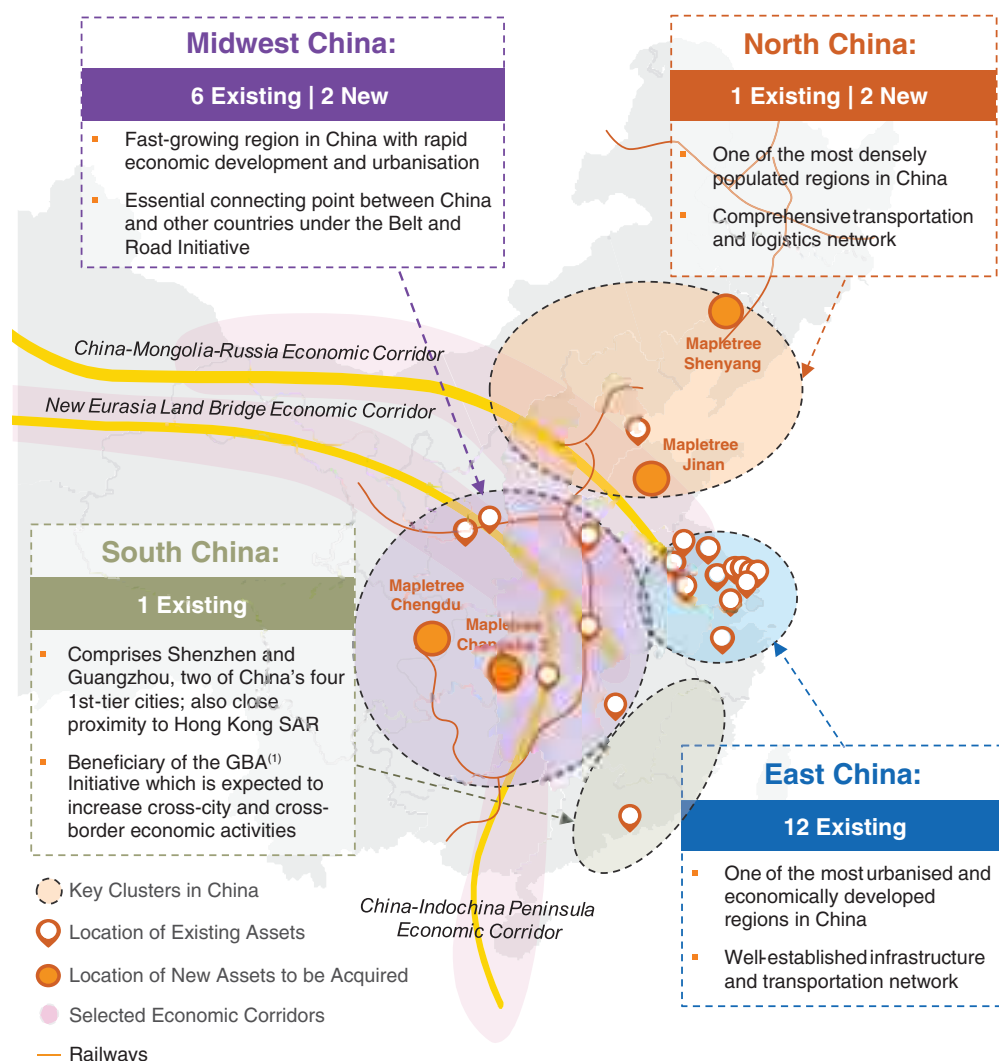 Midwest China:
6 Existing | 2 New
Fast-growing region in China with rapid
economic development and urbanisation
Essential connecting point between China
and other countries under the Belt and
Road Initiative
North China:
1 Existing | 2 New
One of the most densely
populated regions in China
Comprehensive transportation
and logistics network
China-Mongolia-Russia Economic Corridor
New Eurasia Land Bridge Economic Corridor
Mapletree
Shenyang
Mapletree
Jinan
Mapletree
Chengdu
Mapletree
South China:
1 Existing
Comprises Shenzhen and
Guangzhou, two of China's four
1st-tier cities; also close
proximity to Hong Kong SAR
Beneficiary of the GBA(1)
Initiative which is expected to
increase cross-city and cross-
border economic activities
East China:
12 Existing
One of the most urbanised and
economically developed
regions in China
Well-established infrastructure
and transportation network
China-Indochina Peninsula
Economic Corridor
Key Clusters in China
Location of Existing Assets
Location of New Assets to be Acquired
Selected Economic Corridors
Railways